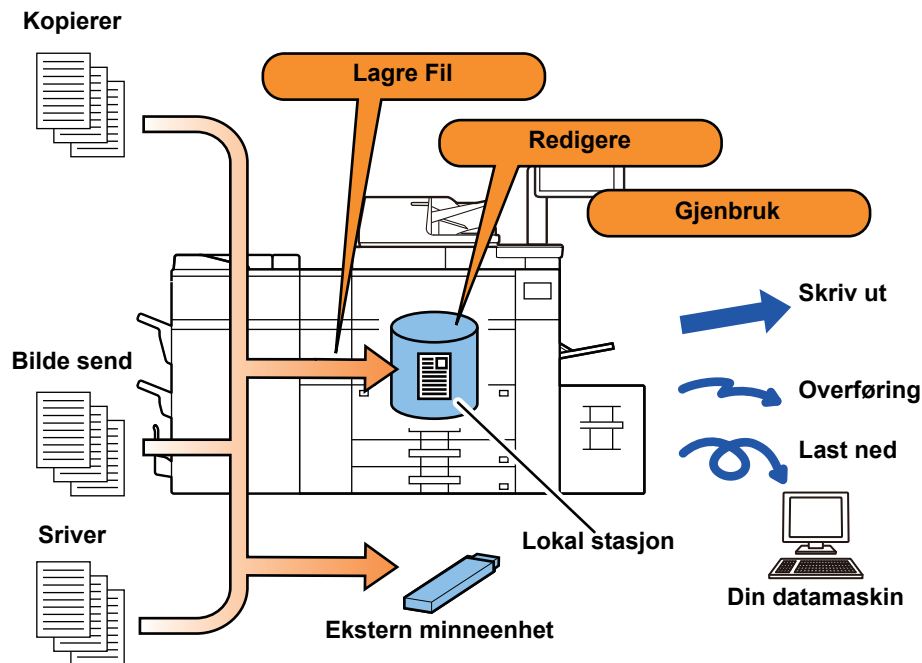 Kopierer
Lagre Fil
Redigere
Gjenbruk
Skriv ut
Bilde send
Overføring
Last ned
Sriver
Lokal stasjon
Din datamaskin
Ekstern minneenhet